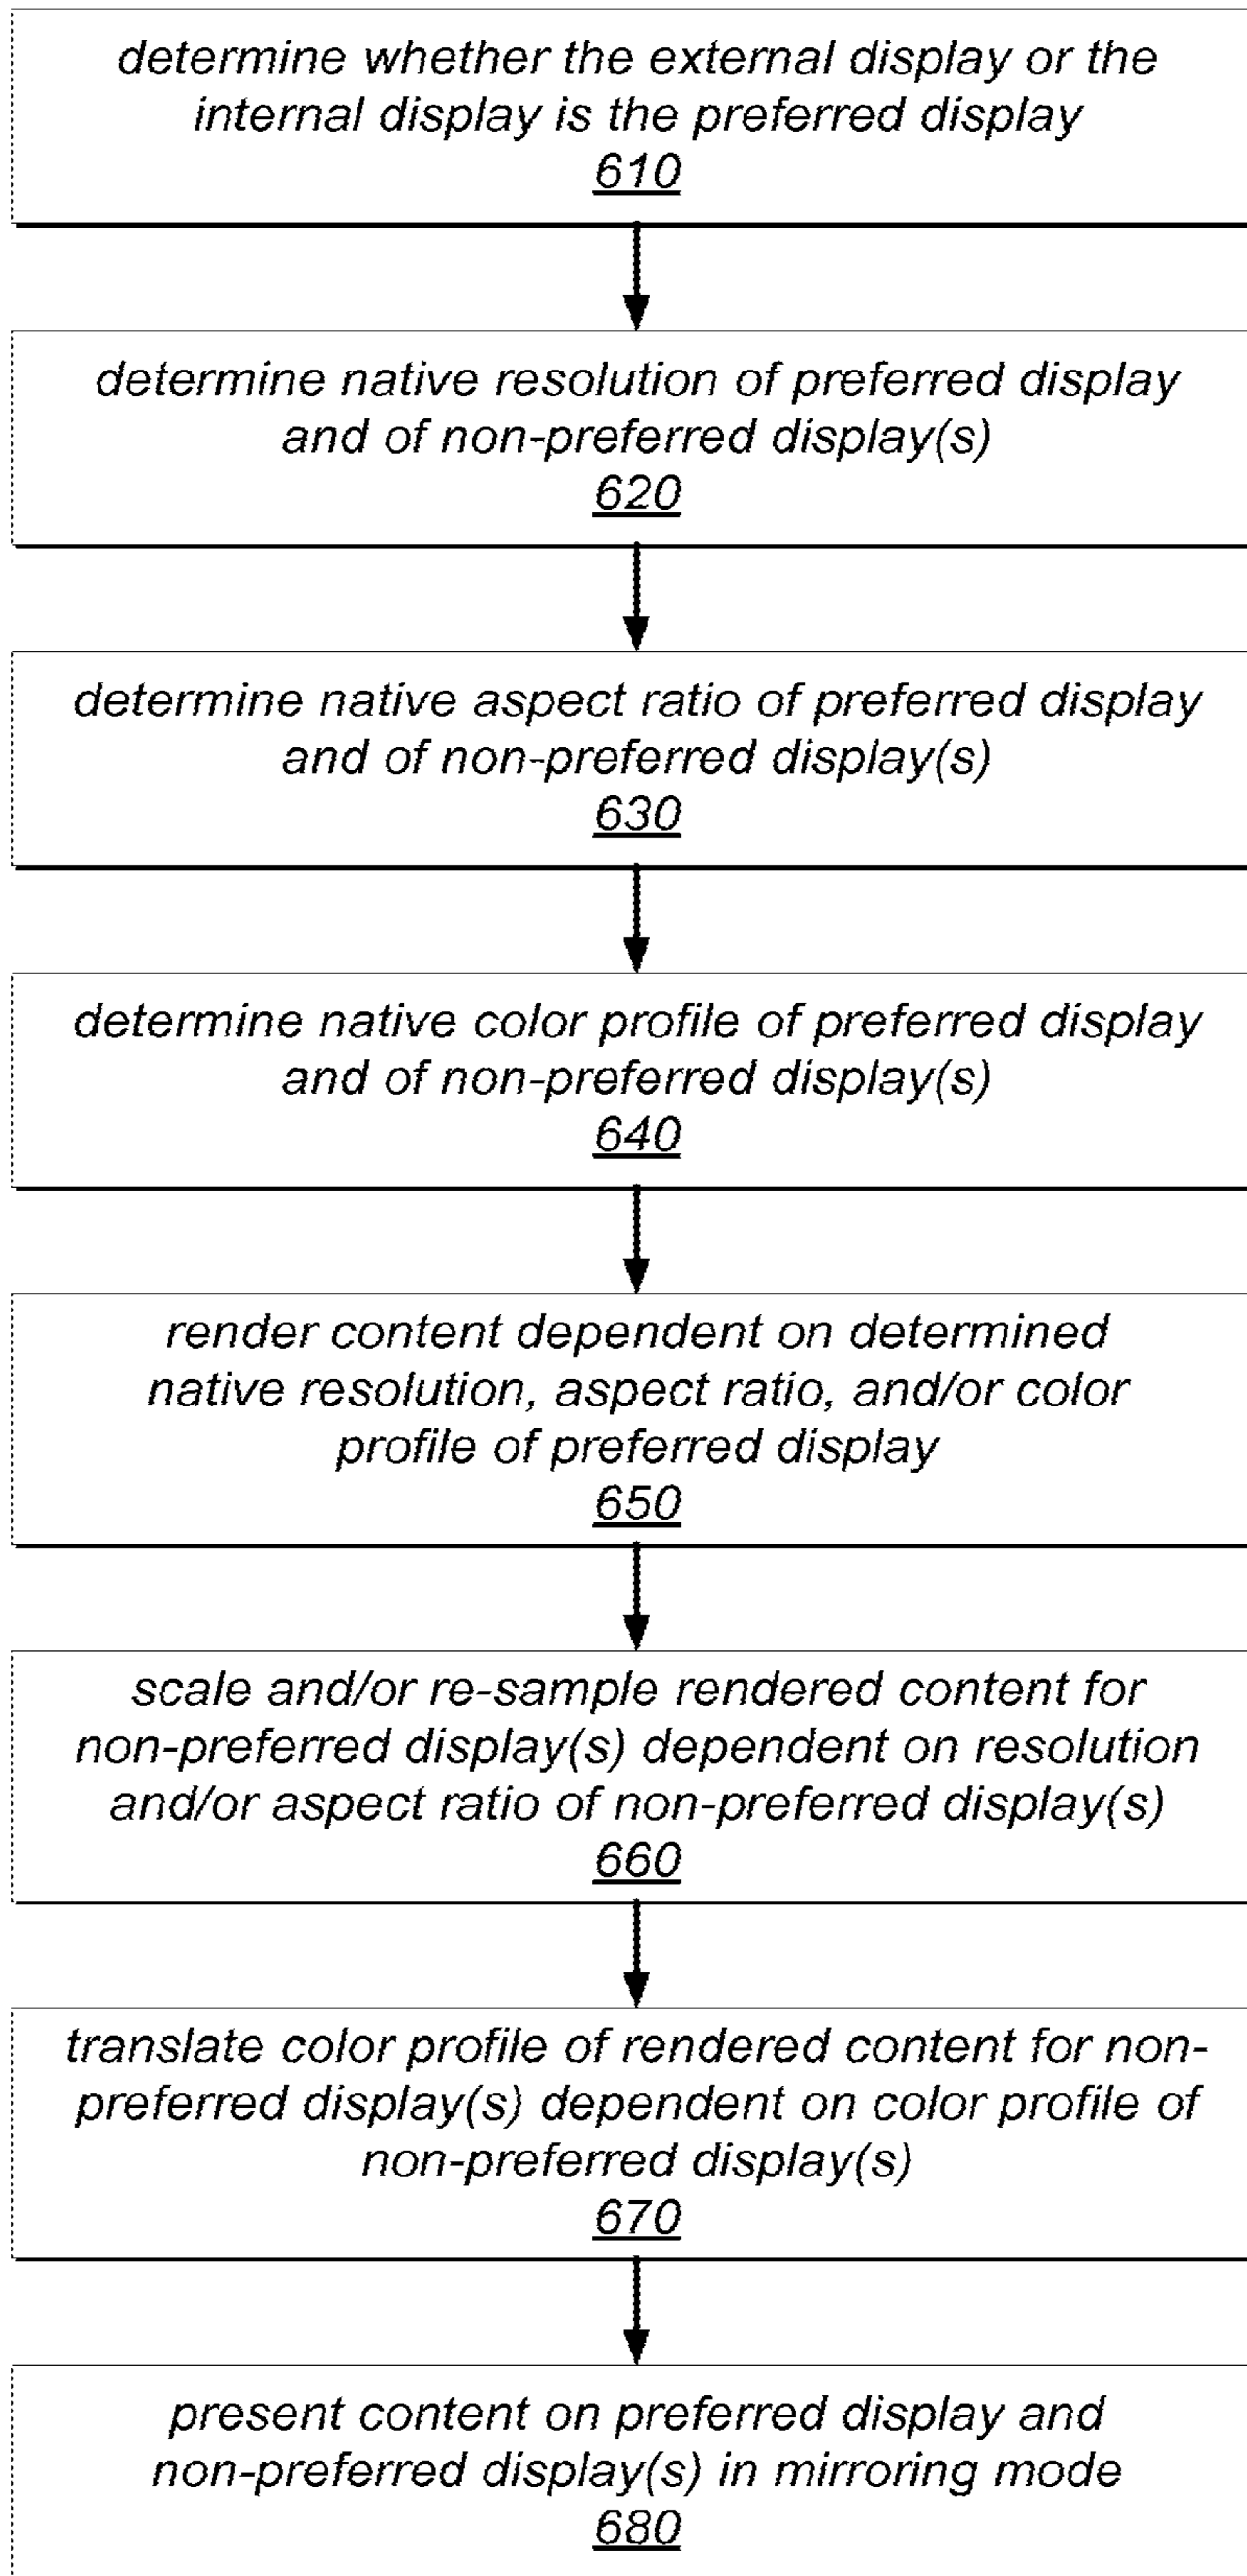 determine whether the external display or the
internal display is the preferred display
610
determine native resolution of preferred display
and of non-preferred display(s)
620
determine native aspect ratio of preferred display
and of non-preferred display(s)
630
determine native color profile of preferred display
and of non-preferred display(s)
640
render content dependent on determined
native resolution, aspect ratio, and/or color
profile of preferred display
650
scale and/or re-sample rendered content for
non-preferred display(s) dependent on resolution
and/or aspect ratio of non-preferred display(s)
660
translate color profile of rendered content for non-
preferred display(s) dependent on color profile of
non-preferred display(s)
670
present content on preferred display and
non-preferred display(s) in mirroring mode
680